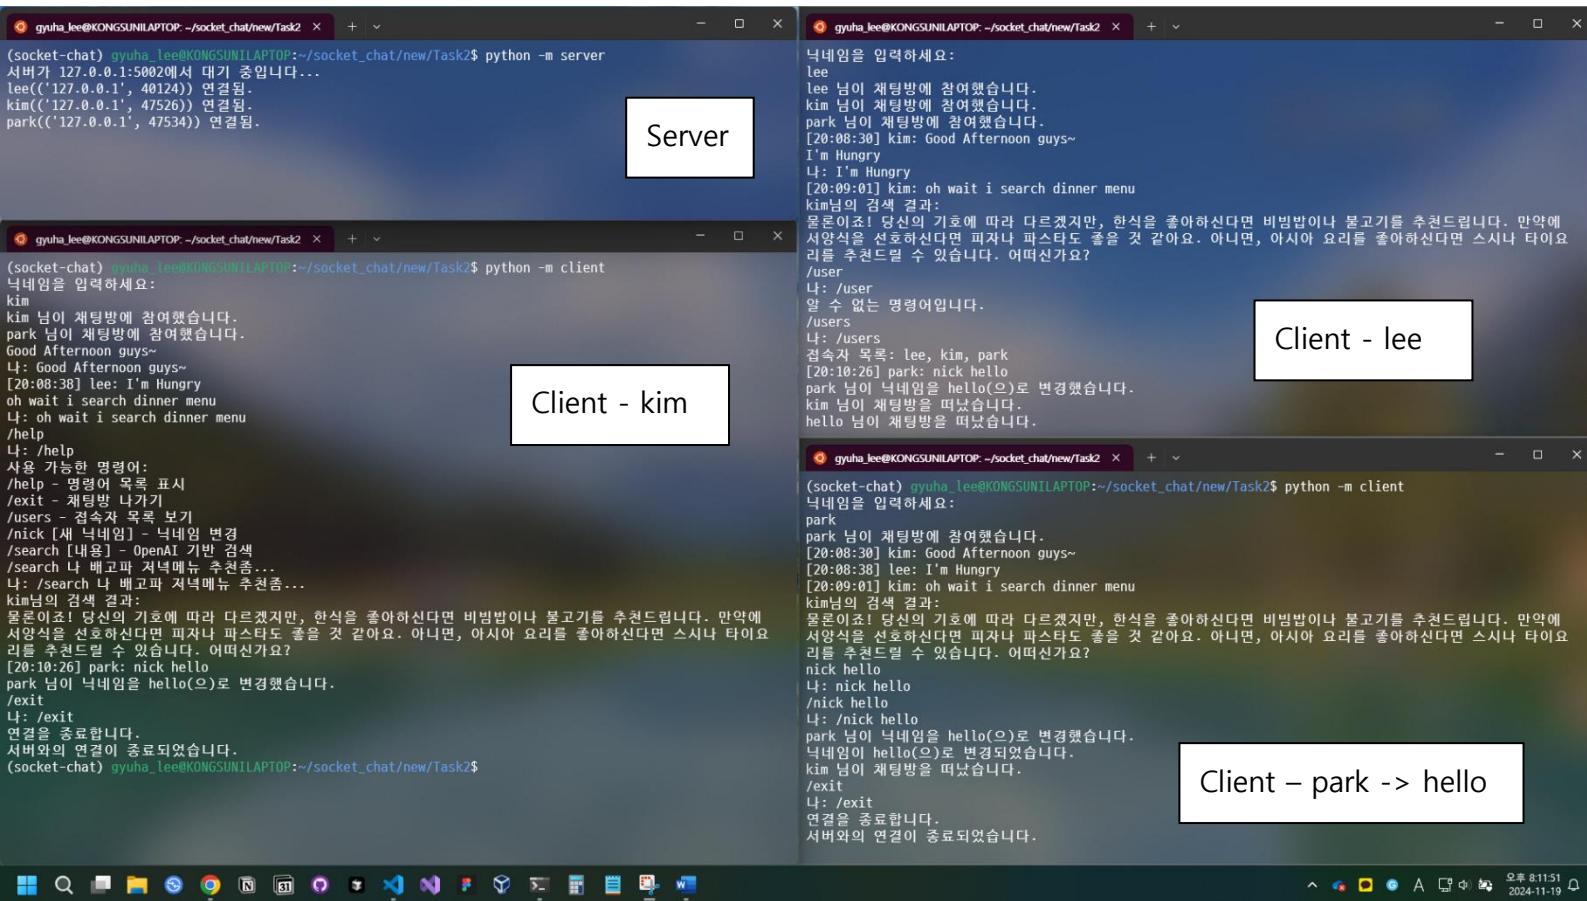 gyuha_lee@KONGSUNILAPTOP: ~/socket_chat/new/Task2
(socket-chat) gyuha_lee@KONGSUNILAPTOP:~/socket_chat/new/Task2$ python -m server
서버가 127.0.0.1:5002에서 대기 중입니다...
lee(('127.0.0.1', 40124)) 연결됨.
kim(('127.0.0.1', 47526)) 연결됨.
park(('127.0.0.1', 47534)) 연결됨.
Server
gyuha_lee@KONGSUNILAPTOP: ~/socket_chat/new/Task2
(socket-chat) gyuha_lee@KONGSUNILAPTOP:~/socket_chat/new/Task2$ python -m client
닉네임을 입력하세요:
kim
kim 님이 채팅방에 참여했습니다.
park 님이 채팅방에 참여했습니다.
Good Afternoon guys~
나: Good Afternoon guys~
[20:08:38] lee: I'm Hungry
oh wait i search dinner menu
나: oh wait i search dinner menu
/help
나: /help
사용 가능한 명령어:
/help - 명령어 목록 표시
/exit - 채팅방 나가기
/users - 접속자 목록 보기
/nick [새 닉네임] - 닉네임 변경
/search [내용] - OpenAI 기반 검색
/search 나 배고파 저녁메뉴 추천좀...
나: /search 나 배고파 저녁메뉴 추천좀...
kim님의 검색 결과:
물론이죠! 당신의 기호에 따라 다르겠지만, 한식을 좋아하신다면 비빔밥이나 불고기를 추천드립니다. 만약에
서양식을 선호하신다면 피자나 파스타도 좋을 것 같아요. 아니면, 아시아 요리를 좋아하신다면 스시나 타이요
리를 추천드릴 수 있습니다. 어떠신가요?
[20:10:26] park: nick hello
park 님이 닉네임을 hello(으)로 변경했습니다.
/exit
나: /exit
연결을 종료합니다.
서버와의 연결이 종료되었습니다.
(socket-chat) gyuha_lee@KONGSUNILAPTOP:~/socket_chat/new/Task2$
Client - kim
gyuha_lee@KONGSUNILAPTOP: ~/socket_chat/new/Task2
닉네임을 입력하세요:
lee
lee 님이 채팅방에 참여했습니다.
kim 님이 채팅방에 참여했습니다.
park 님이 채팅방에 참여했습니다.
[20:08:30] kim: Good Afternoon guys~
I'm Hungry
나: I'm Hungry
[20:09:01] kim: oh wait i search dinner menu
kim님의 검색 결과:
물론이죠! 당신의 기호에 따라 다르겠지만, 한식을 좋아하신다면 비빔밥이나 불고기를 추천드립니다. 만약에
서양식을 선호하신다면 피자나 파스타도 좋을 것 같아요. 아니면, 아시아 요리를 좋아하신다면 스시나 타이요
리를 추천드릴 수 있습니다. 어떠신가요?
/user
나: /user
알 수 없는 명령어입니다.
/users
나: /users
접속자 목록: lee, kim, park
[20:10:26] park: nick hello
park 님이 닉네임을 hello(으)로 변경했습니다.
kim 님이 채팅방을 떠났습니다.
hello 님이 채팅방을 떠났습니다.
Client - lee
gyuha_lee@KONGSUNILAPTOP: ~/socket_chat/new/Task2
(socket-chat) gyuha_lee@KONGSUNILAPTOP:~/socket_chat/new/Task2$ python -m client
닉네임을 입력하세요:
park
park 님이 채팅방에 참여했습니다.
[20:08:30] kim: Good Afternoon guys~
[20:08:38] lee: I'm Hungry
[20:09:01] kim: oh wait i search dinner menu
kim님의 검색 결과:
물론이죠! 당신의 기호에 따라 다르겠지만, 한식을 좋아하신다면 비빔밥이나 불고기를 추천드립니다. 만약에
서양식을 선호하신다면 피자나 파스타도 좋을 것 같아요. 아니면, 아시아 요리를 좋아하신다면 스시나 타이요
리를 추천드릴 수 있습니다. 어떠신가요?
nick hello
나: nick hello
/nick hello
나: /nick hello
park 님이 닉네임을 hello(으)로 변경했습니다.
닉네임이 hello(으)로 변경되었습니다.
kim 님이 채팅방을 떠났습니다.
/exit
나: /exit
연결을 종료합니다.
서버와의 연결이 종료되었습니다.
Client – park -> hello
A
오후 8:11:51
2024-11-19